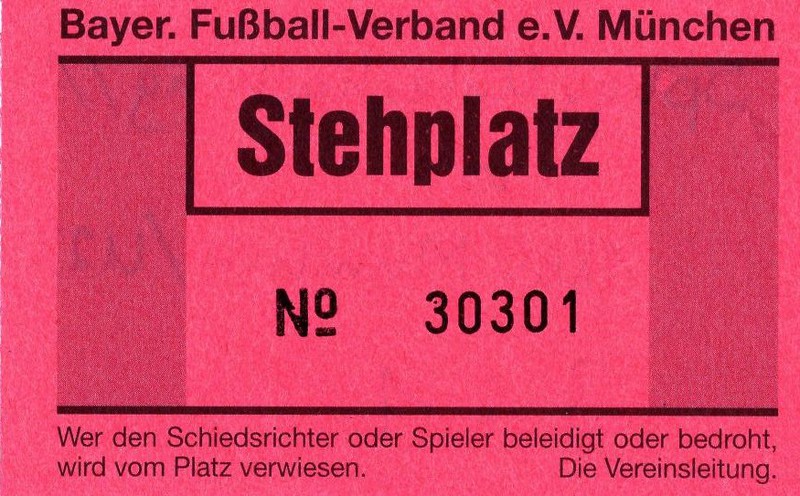 Bayer. Fußball-Verband e.V. München
Stehplatz
No 30301
Wer den Schiedsrichter oder Spieler beleidigt oder bedroht,
wird vom Platz verwiesen. Die Vereinsleitung.